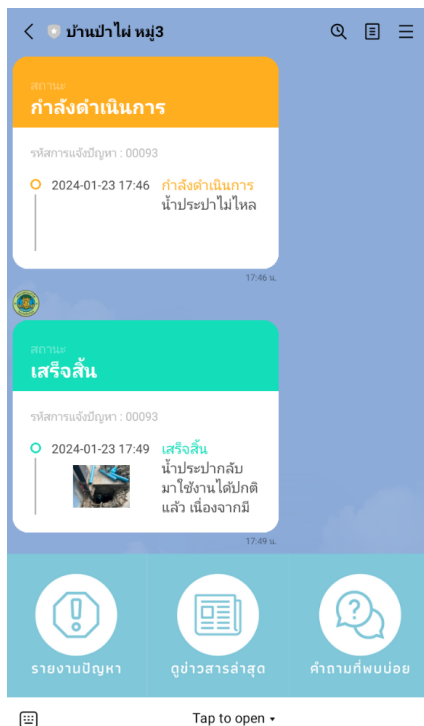 บ้านป่าไผ่ หมู่3
สถานะ
กำลังดำเนินการ
รหัสการแจ้งปัญหา : 00093
2024-01-23 17:46 กำลังดำเนินการ
น้ำประปาไม่ไหล
17:46 น.
สถานะ
เสร็จสิ้น
รหัสการแจ้งปัญหา : 00093
2024-01-23 17:49 เสร็จสิ้น
น้ำประปากลับ
มาใช้งานได้ปกติ
แล้ว เนื่องจากมี
17:49 น.
รายงานปัญหา ดูข่าวสารล่าสุด คำถามที่พบบ่อย
Tap to open